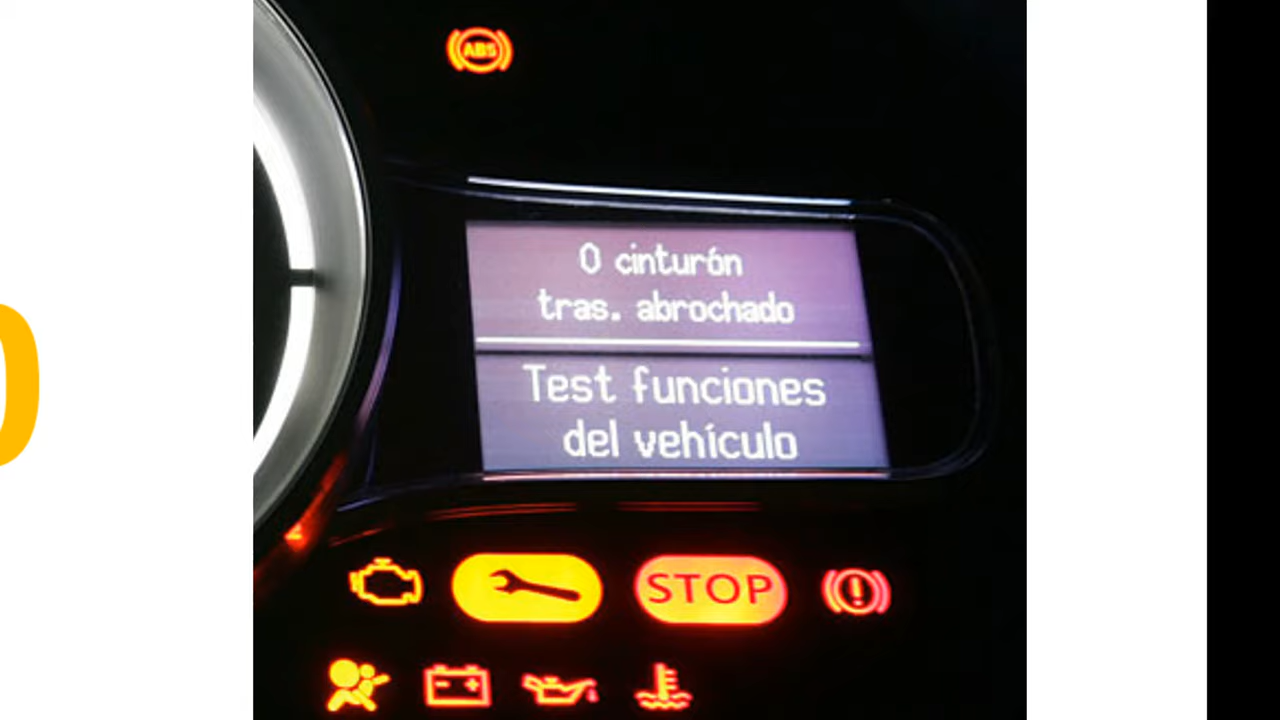 ABS
0 cinturón
tras. abrochado
Test funciones
del vehículo
STOP